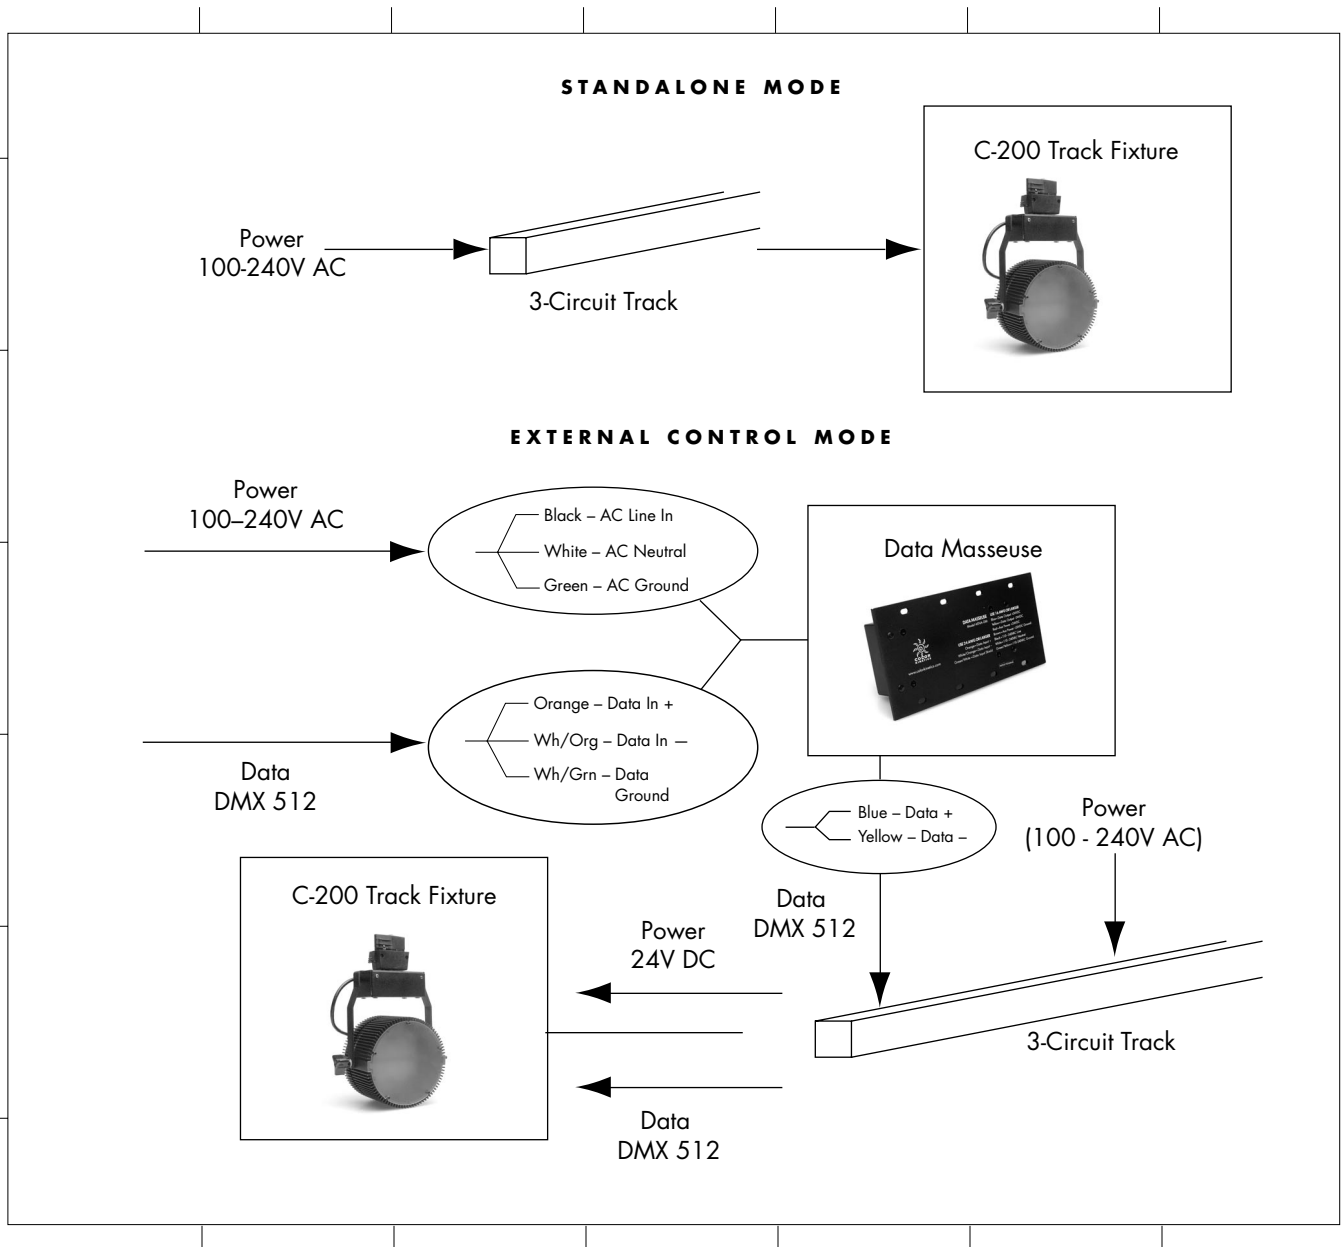 STANDALONE MODE
C-200 Track Fixture
Power
100-240V AC
3-Circuit Track
EXTERNAL CONTROL MODE
Power
100–240V AC
Black – AC Line In
White – AC Neutral
Green – AC Ground
Data Masseuse
Orange – Data In +
Wh/Org – Data In —
Wh/Grn – Data
Ground
Data
DMX 512
Blue – Data +
Yellow – Data –
Power
(100 - 240V AC)
Data
DMX 512
C-200 Track Fixture
Power
24V DC
3-Circuit Track
Data
DMX 512